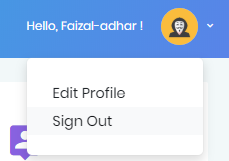 Hello, Faizal-adhar !
Edit Profile
Sign Out